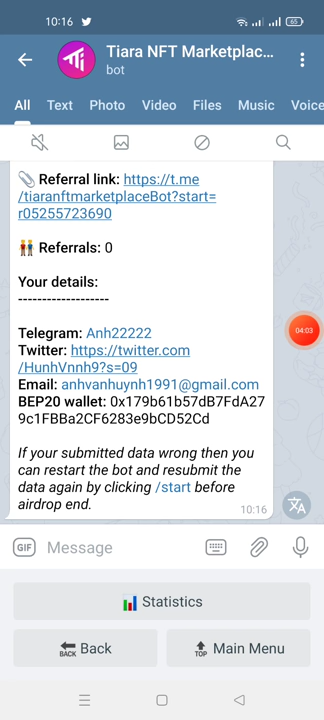 10:16
65
Tiara NFT Marketplac...
bot
All Text Photo Video Files Music Voice
📎 Referral link: https://t.me
/tiaranftmarketplaceBot?start=
r05255723690
👬 Referrals: 0
Your details:
-------------------
Telegram: Anh22222
Twitter: https://twitter.com
/HunhVnnh9?s=09
Email: anhvanhuynh1991@gmail.com
BEP20 wallet: 0x179b61b57dB7FdA27
9c1FBBa2CF6283e9bCD52Cd
If your submitted data wrong then you
can restart the bot and resubmit the
data again by clicking /start before
airdrop end.
10:16
04:03
GIF Message
📊 Statistics
BACK Back
TOP Main Menu